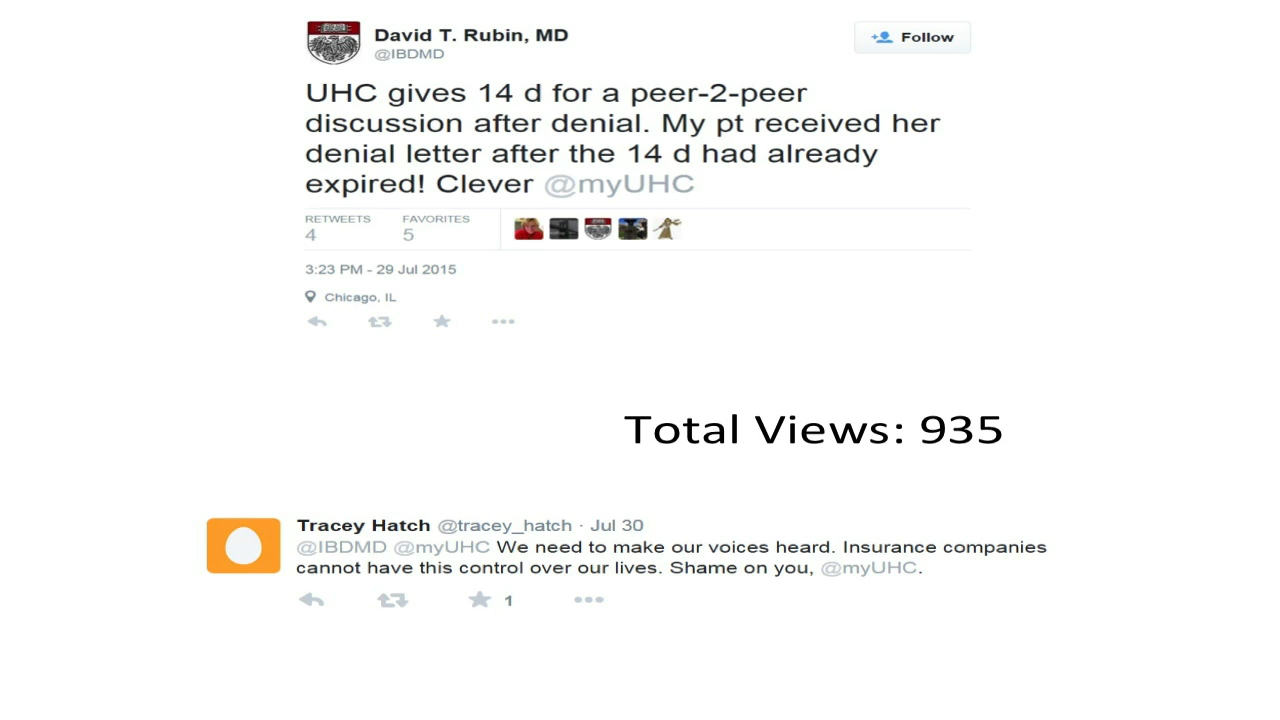 David T. Rubin, MD
@IBDMD
Follow
UHC gives 14 d for a peer-2-peer
discussion after denial. My pt received her
denial letter after the 14 d had already
expired! Clever @myUHC
RETWEETS FAVORITES
4 5
3:23 PM - 29 Jul 2015
Chicago, IL
Total Views: 935
Tracey Hatch @tracey_hatch · Jul 30
@IBDMD @myUHC We need to make our voices heard. Insurance companies
cannot have this control over our lives. Shame on you, @myUHC.
1